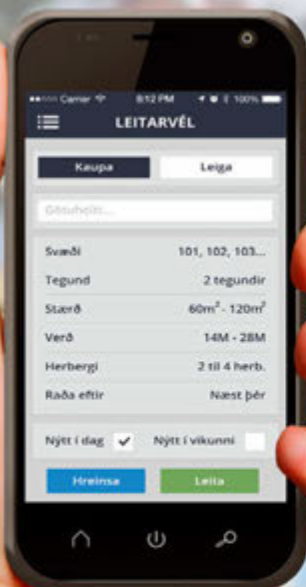 Carrier 8:12 PM 100%
LEITARVÉL
Kaupa Leiga
Götuheiti...
Svæði 101, 102, 103...
Tegund 2 tegundir
Stærð 60m² - 120m²
Verð 14M - 28M
Herbergi 2 til 4 herb.
Raða eftir Næst þér
Nýtt í dag Nýtt í vikunni
Hreinsa Leita